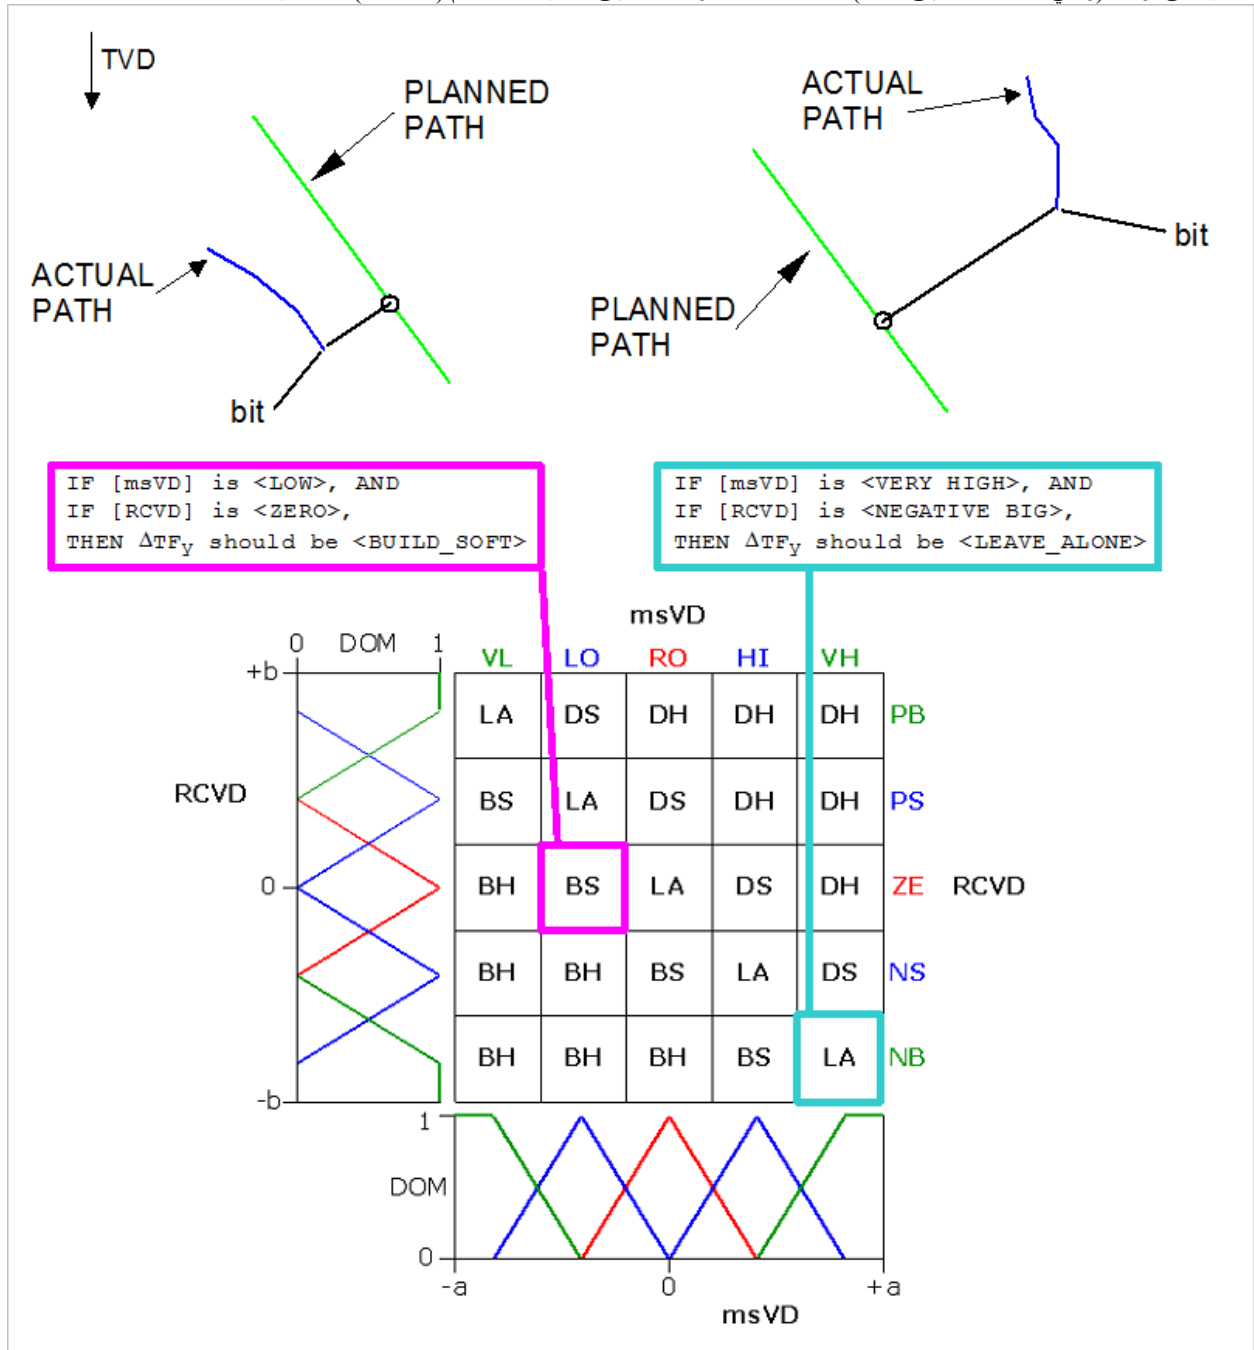 TVD
PLANNED
PATH
ACTUAL
PATH
bit
ACTUAL
PATH
PLANNED
PATH
bit
IF [msVD] is <LOW>, AND
IF [RCVD] is <ZERO>,
THEN ΔTFy should be <BUILD_SOFT>
IF [msVD] is <VERY HIGH>, AND
IF [RCVD] is <NEGATIVE BIG>,
THEN ΔTFy should be <LEAVE_ALONE>
msVD
0 DOM 1
VL LO RO HI VH
+b
LA DS DH DH DH PB
RCVD
BS LA DS DH DH PS
0
BH BS LA DS DH ZE RCVD
BH BH BS LA DS NS
BH BH BH BS LA NB
-b
1
DOM
0
-a 0 +a
msVD